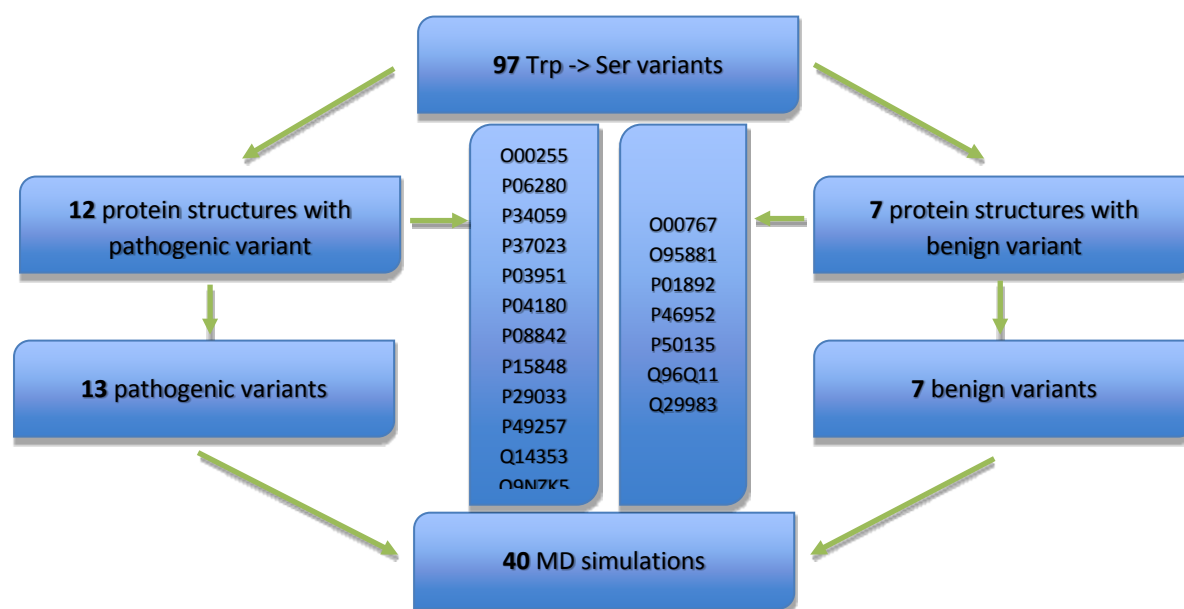 97 Trp -> Ser variants
12 protein structures with
pathogenic variant
O00255
P06280
P34059
P37023
P03951
P04180
P08842
P15848
P29033
P49257
Q14353
Q9NZK5
O00767
O95881
P01892
P46952
P50135
Q96Q11
Q29983
7 protein structures with
benign variant
13 pathogenic variants
7 benign variants
40 MD simulations